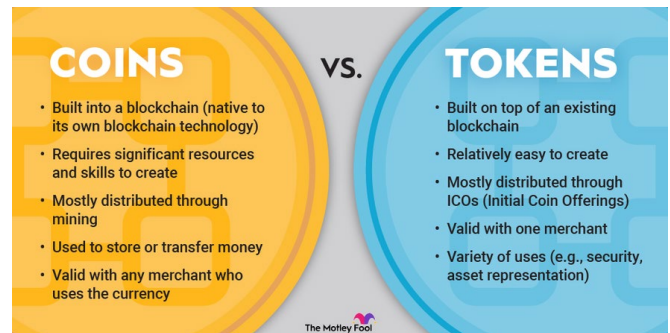 COINS
• Built into a blockchain (native to
its own blockchain technology)
• Requires significant resources
and skills to create
• Mostly distributed through
mining
• Used to store or transfer money
• Valid with any merchant who
uses the currency
VS.
TOKENS
• Built on top of an existing
blockchain
• Relatively easy to create
• Mostly distributed through
ICOs (Initial Coin Offerings)
• Valid with one merchant
• Variety of uses (e.g., security,
asset representation)
The Motley Fool